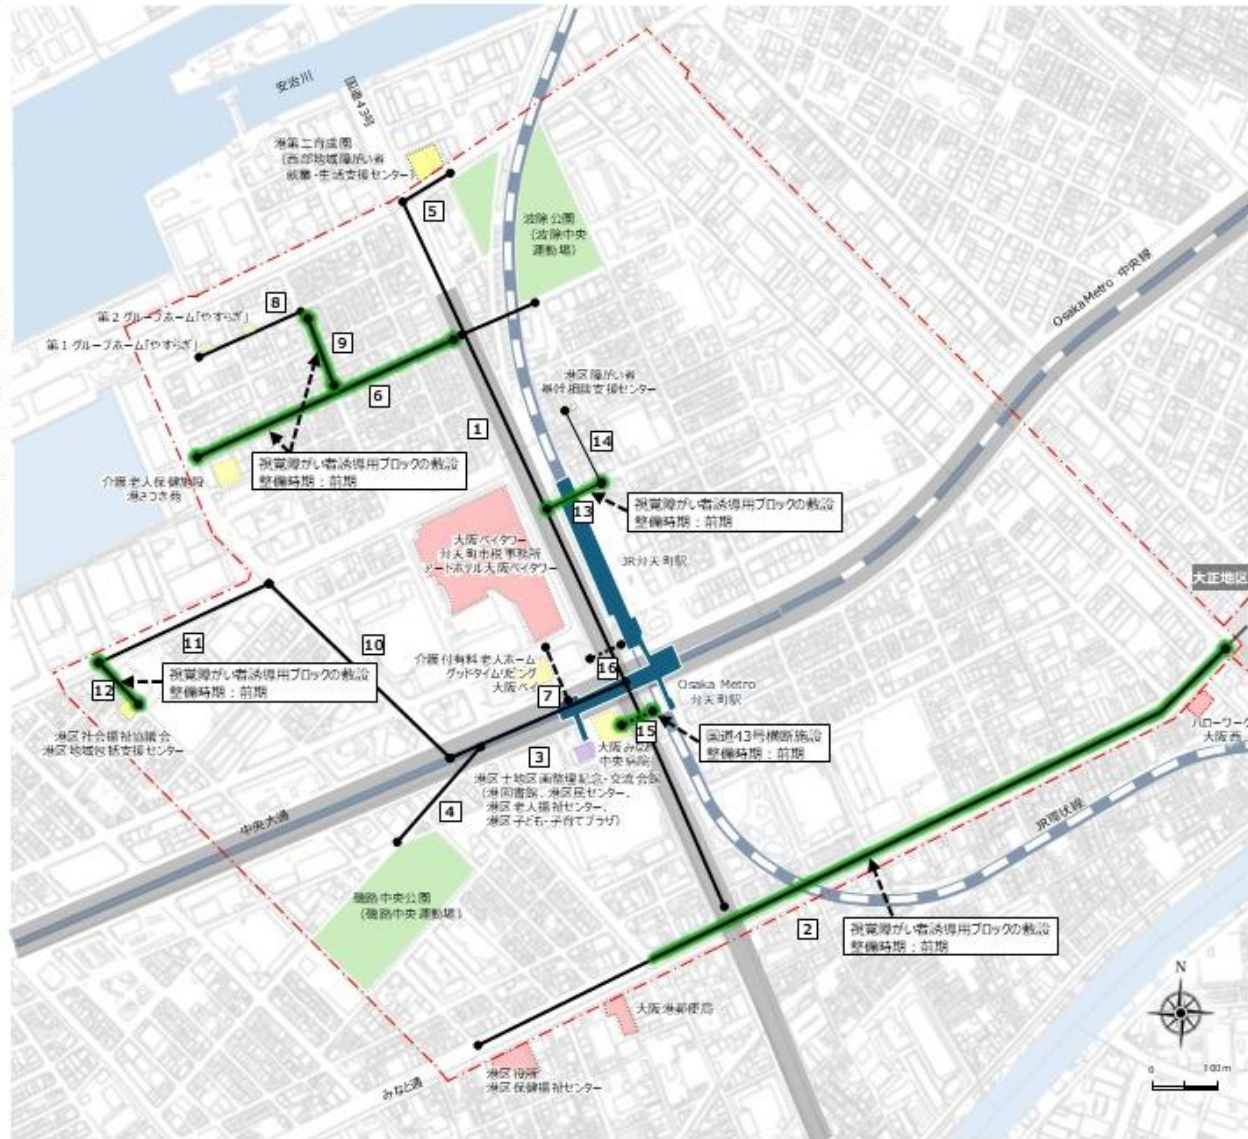 安治川
国道43号
港第二育成園
(西部地域障がい者
就業・生活支援センター)
5
波除公園
(波除中央
運動場)
Osaka Metro 中央線
8
第2グループホーム「やすらぎ」
第1グループホーム「やすらぎ」
9
6
1
港区障がい者
基幹相談支援センター
14
視覚障がい者誘導用ブロックの敷設
整備時期：前期
介護老人保健施設
港さつき苑
13
視覚障がい者誘導用ブロックの敷設
整備時期：前期
大阪ベイタワー
弁天町市税事務所
アートホテル大阪ベイタワー
JR弁天町駅
大正地区
11
10
12
視覚障がい者誘導用ブロックの敷設
整備時期：前期
介護付有料老人ホーム
グッドタイムリビング
大阪ベイ
16
7
Osaka Metro
弁天町駅
港区社会福祉協議会
港区地域包括支援センター
15
国道43号横断施設
整備時期：前期
ハローワーク
大阪西
3
大阪みなと
中央病院
港区土地区画整理記念・交流会館
(港図書館、港区民センター、
港区老人福祉センター、
港区子ども・子育てプラザ)
4
中央大通
JR環状線
磯路中央公園
(磯路中央運動場)
2
視覚障がい者誘導用ブロックの敷設
整備時期：前期
大阪港郵便局
N
港区役所
港区保健福祉センター
みなと通
0 100m